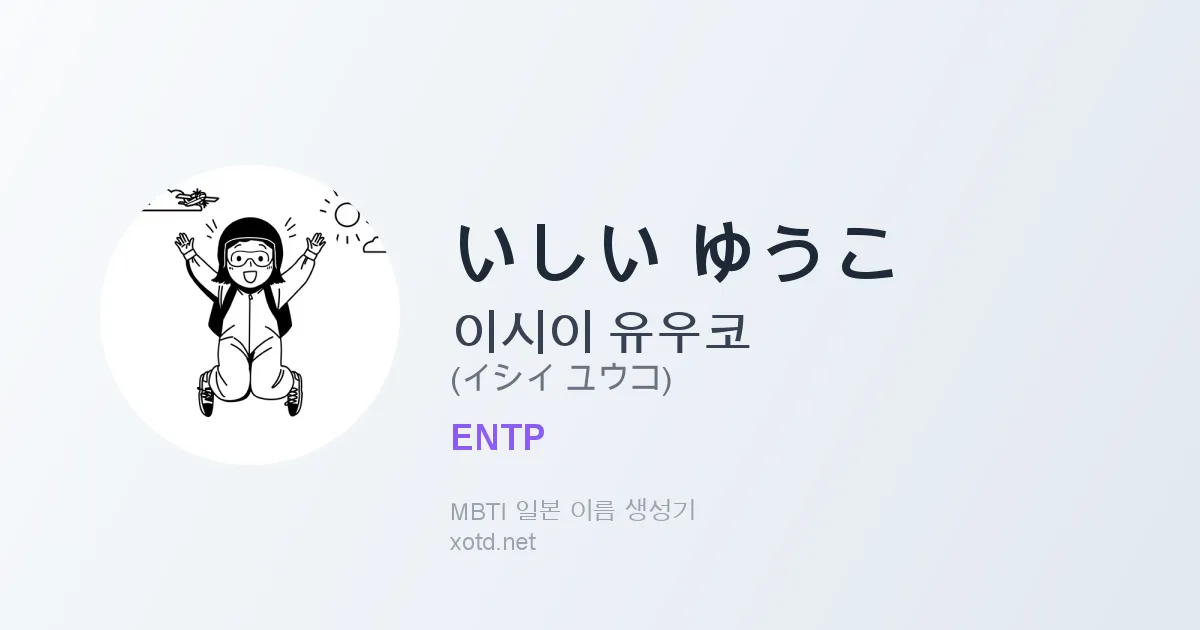 いしい ゆうこ
이시이 유우코
(イシイ ユウコ)
ENTP
MBTI 일본 이름 생성기
xotd.net